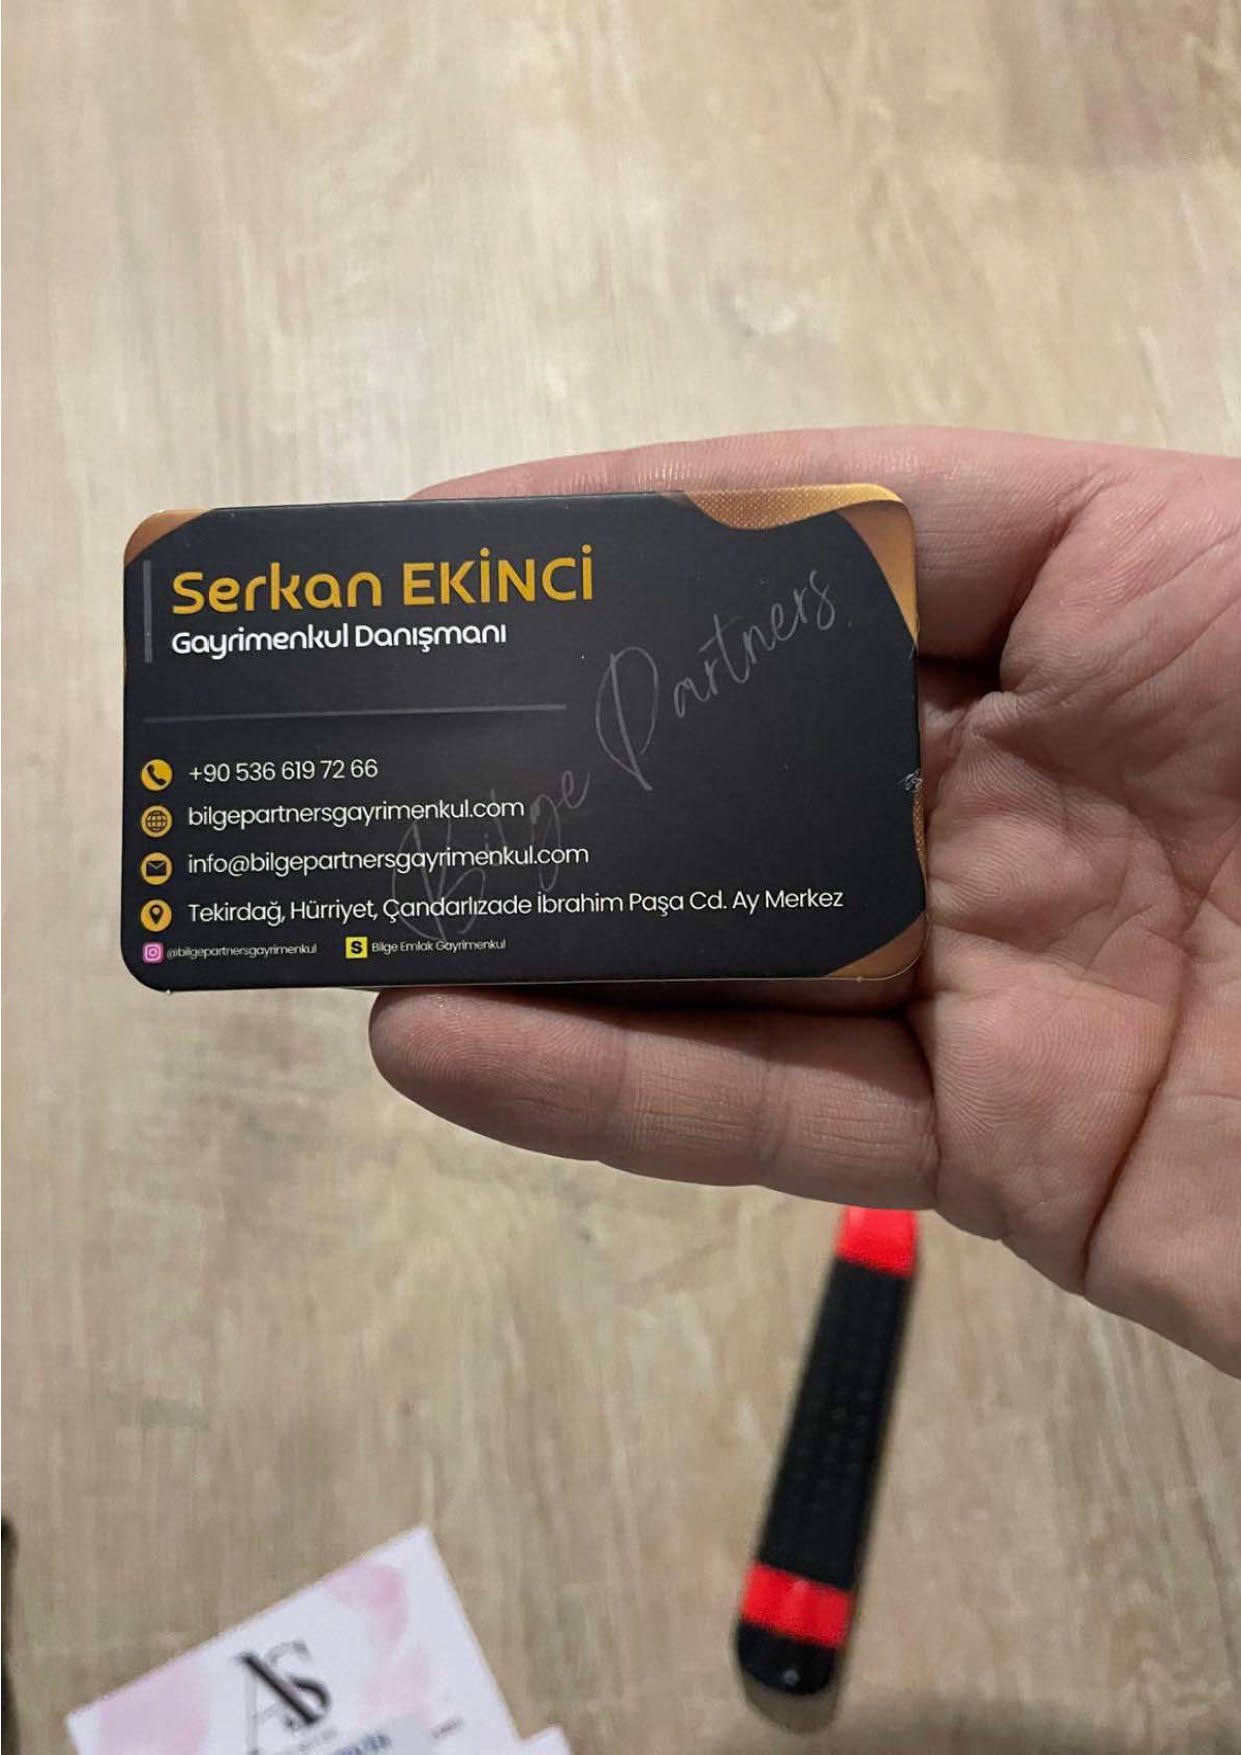 Serkan EKİNCİ
Gayrimenkul Danışmanı
Bilge Partners
+90 536 619 72 66
bilgepartnersgayrimenkul.com
info@bilgepartnersgayrimenkul.com
Tekirdağ, Hürriyet, Çandarlızade İbrahim Paşa Cd. Ay Merkez
@bilgepartnersgayrimenkul
S Bilge Emlak Gayrimenkul
AS